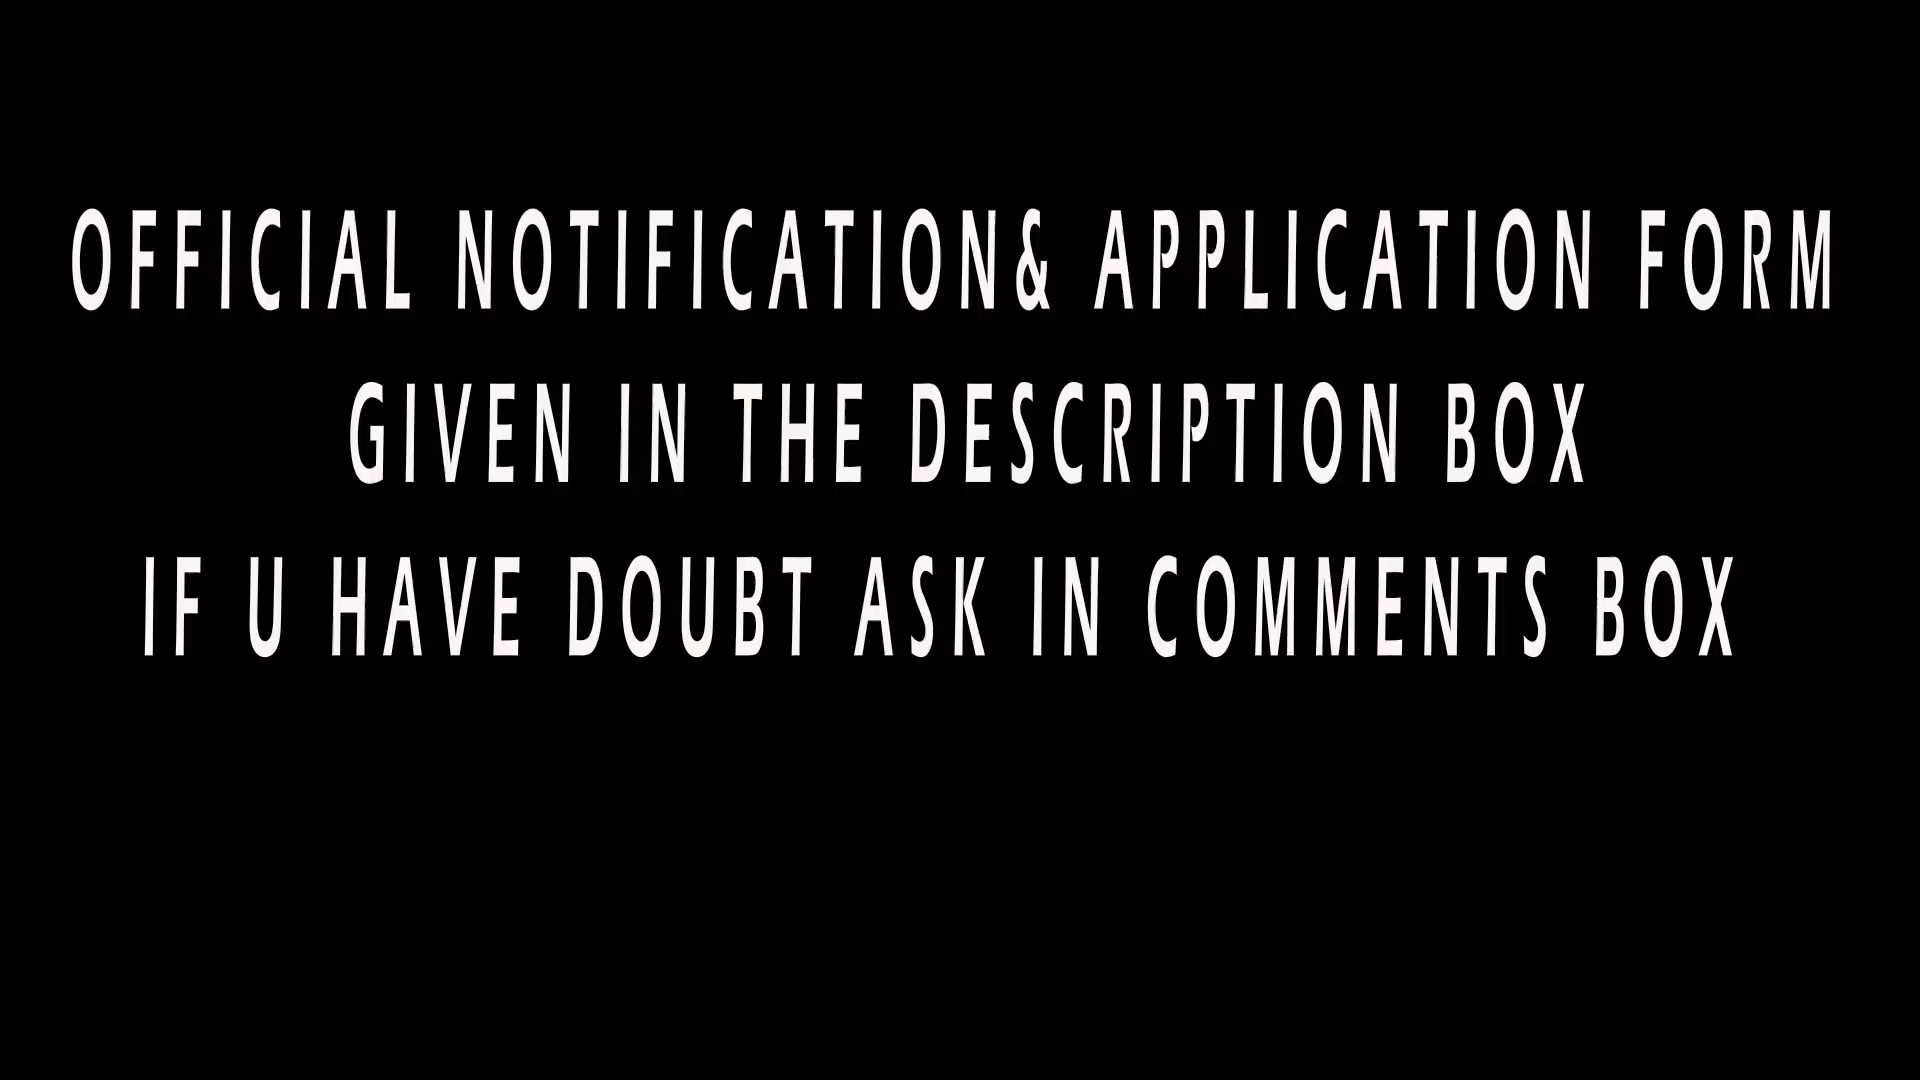 OFFICIAL NOTIFICATION& APPLICATION FORM
GIVEN IN THE DESCRIPTION BOX
IF U HAVE DOUBT ASK IN COMMENTS BOX